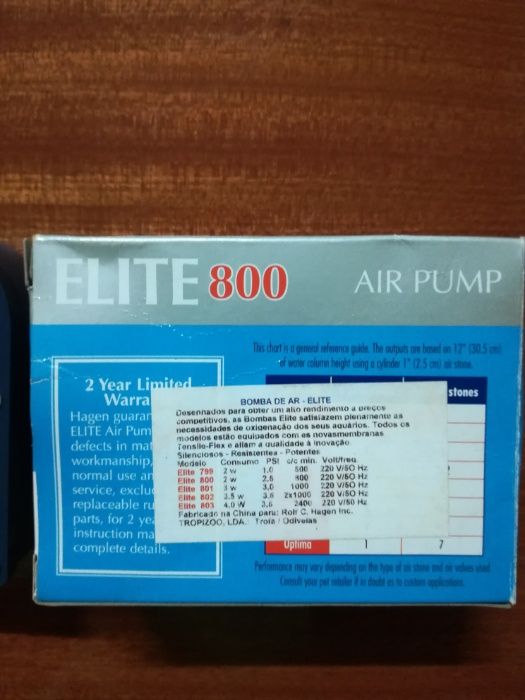 ELITE 800 AIR PUMP
This chart is a general reference guide. The outputs are based on 12" (30.5 cm)
of water column height using a cylinder 1" (2.5 cm) air stone.
2 Year Limited
Warra
Hagen guaran
ELITE Air Pum
defects in mat
workmanship,
normal use an
service, exclu
replaceable ru
parts, for 2 yea
instruction ma
complete details.
stones
BOMBA DE AR - ELITE
Desenhados para obter um alto rendimento a preços
competitivos, as Bombas Elite satisfazem plenamente as
necessidades de oxigenação dos seus aquários. Todos os
modelos estão equipados com as novasmembranas
Tensilo-Flex e aliam a qualidade à inovação.
Silenciosos - Resistentes - Potentes
Modelo Consumo PSI c/c min. Volt/freq.
Elite 799 2 w 1.0 500 220 V/50 Hz
Elite 800 2 w 2.5 800 220 V/50 Hz
Elite 801 3 w 3.0 1000 220 V/50 Hz
Elite 802 3.5 w 3.6 2x1000 220 V/50 Hz
Elite 803 4.0 W 3.6 2400 220 V/50 Hz
Fabricado na China para: Rolf C. Hagen Inc.
TROPIZOO, LDA. / Troia / Odivelas
Optima 1 7
Performance may vary depending on the type of air stone and air valves used.
Consult your pet retailer if in doubt as to custom applications.